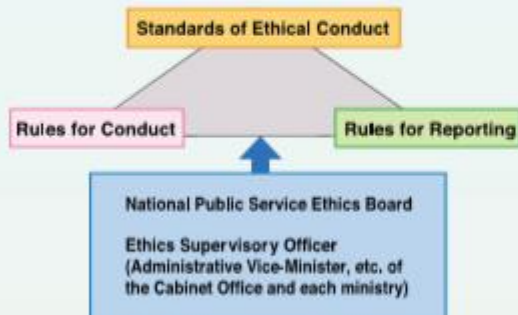 Standards of Ethical Conduct
Rules for Conduct
Rules for Reporting
National Public Service Ethics Board
Ethics Supervisory Officer
(Administrative Vice-Minister, etc. of
the Cabinet Office and each ministry)